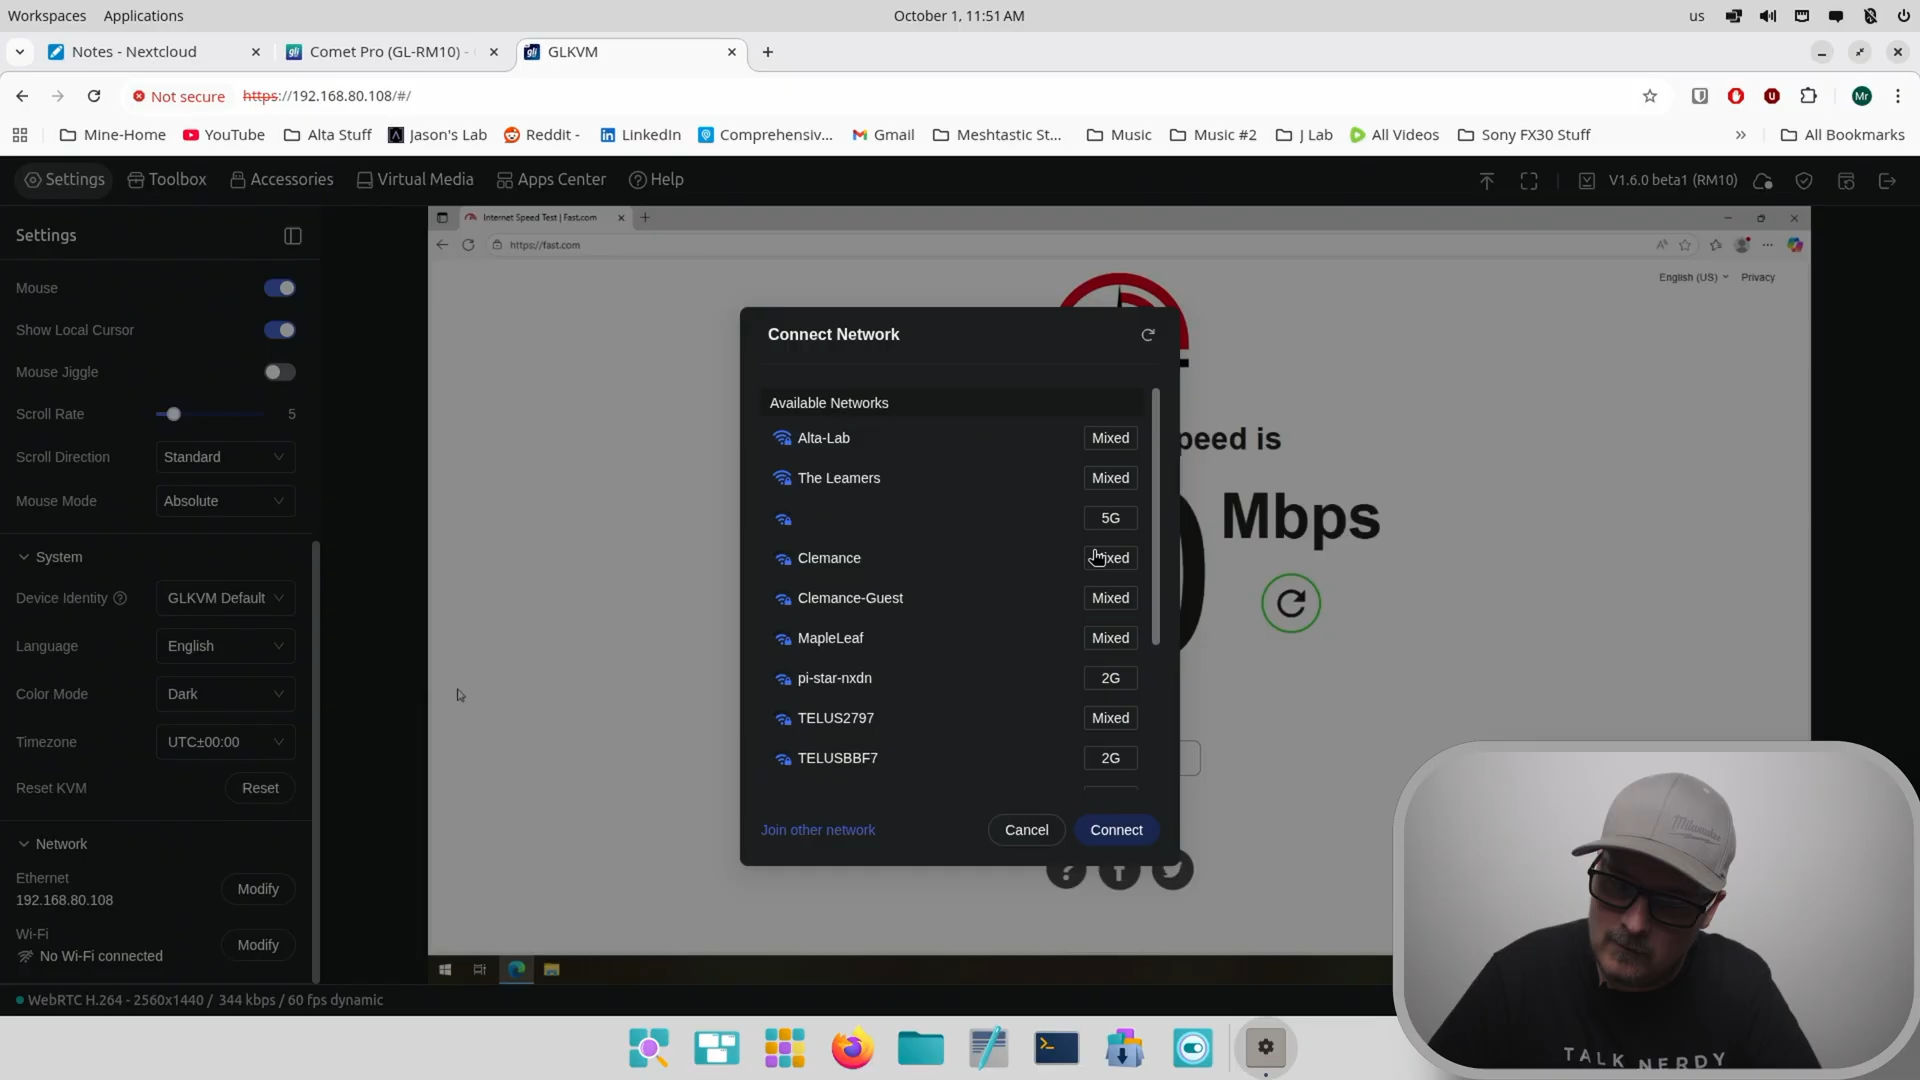 Workspaces Applications October 1, 11:51 AM us
Notes - Nextcloud Comet Pro (GL-RM10) - GLKVM
Not secure https://192.168.80.108/#/ Mr
Mine-Home YouTube Alta Stuff Jason's Lab Reddit - LinkedIn Comprehensiv... Gmail Meshtastic St... Music Music #2 J Lab All Videos Sony FX30 Stuff » All Bookmarks
Settings Toolbox Accessories Virtual Media Apps Center Help V1.6.0 beta1 (RM10)
Settings
Mouse
Show Local Cursor
Mouse Jiggle
Scroll Rate 5
Scroll Direction Standard
Mouse Mode Absolute
System
Device Identity GLKVM Default
Language English
Color Mode Dark
Timezone UTC±00:00
Reset KVM Reset
Network
Ethernet
192.168.80.108 Modify
Wi-Fi
No Wi-Fi connected Modify
WebRTC H.264 - 2560x1440 / 344 kbps / 60 fps dynamic
Internet Speed Test | Fast.com
https://fast.com
English (US) Privacy
peed is
Mbps
Connect Network
Available Networks
Alta-Lab Mixed
The Leamers Mixed
5G
Clemance
Clemance-Guest Mixed
MapleLeaf Mixed
pi-star-nxdn 2G
TELUS2797 Mixed
TELUSBBF7 2G
Join other network Cancel Connect
Milwaukee
TALK NERDY